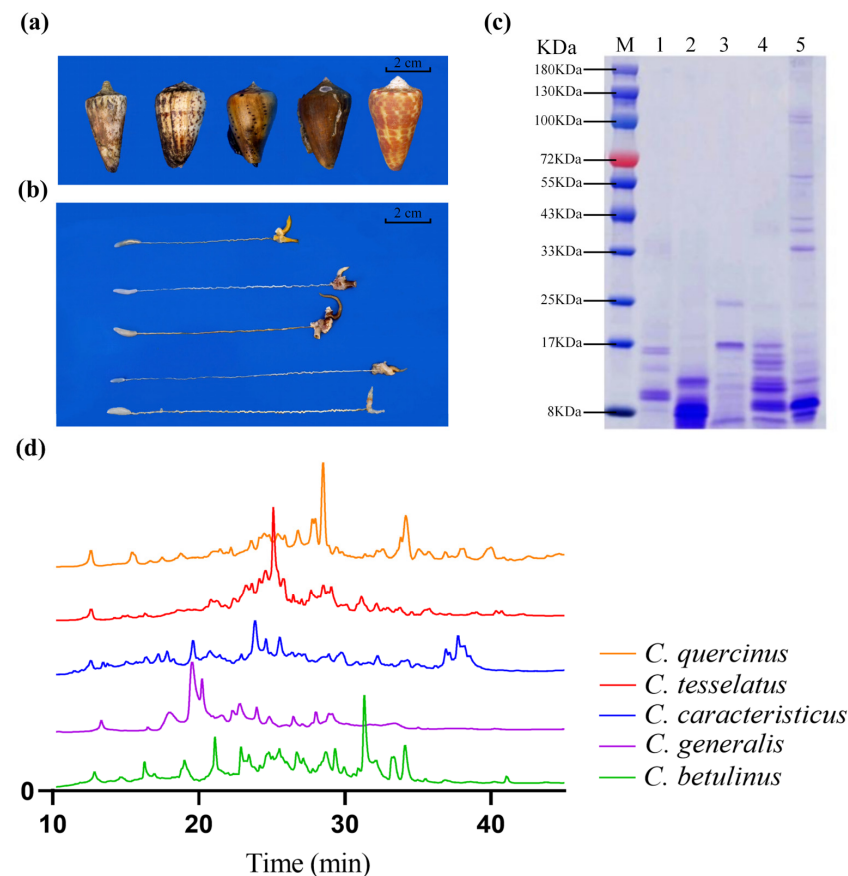 (a)
2 cm
(b)
2 cm
(c)
KDa M 1 2 3 4 5
180KDa
130KDa
100KDa
72KDa
55KDa
43KDa
33KDa
25KDa
17KDa
8KDa
(d)
C. quercinus
C. tesselatus
C. caracteristicus
C. generalis
C. betulinus
0
10 20 30 40
Time (min)